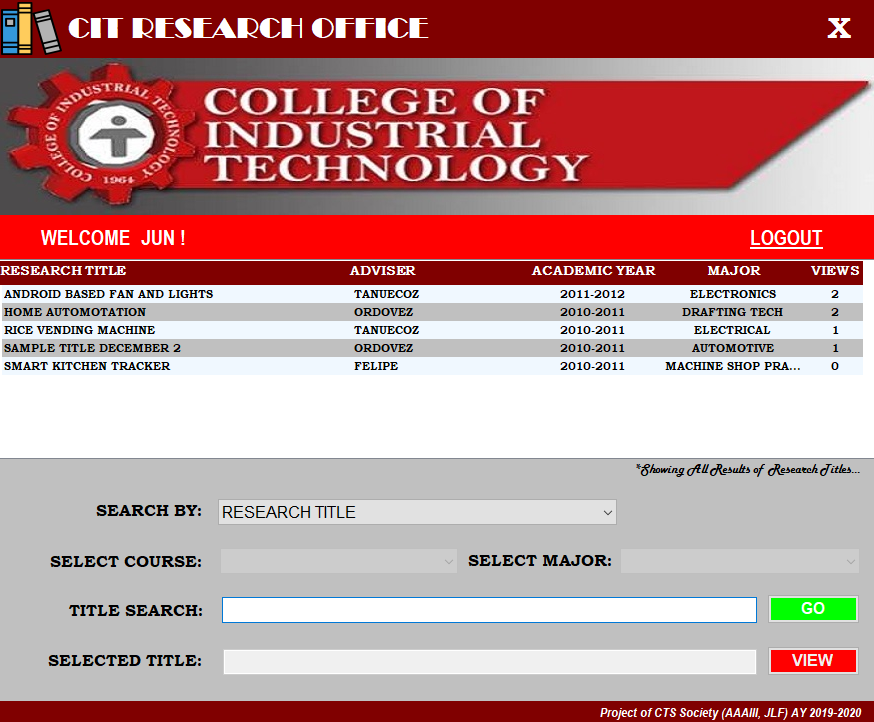 CIT RESEARCH OFFICE X
COLLEGE OF INDUSTRIAL TECHNOLOGY
1964
COLLEGE OF
INDUSTRIAL
TECHNOLOGY
WELCOME JUN ! LOGOUT
RESEARCH TITLE ADVISER ACADEMIC YEAR MAJOR VIEWS
ANDROID BASED FAN AND LIGHTS TANUECOZ 2011-2012 ELECTRONICS 2
HOME AUTOMOTATION ORDOVEZ 2010-2011 DRAFTING TECH 2
RICE VENDING MACHINE TANUECOZ 2010-2011 ELECTRICAL 1
SAMPLE TITLE DECEMBER 2 ORDOVEZ 2010-2011 AUTOMOTIVE 1
SMART KITCHEN TRACKER FELIPE 2010-2011 MACHINE SHOP PRA... 0
*Showing All Results of Research Titles...
SEARCH BY: RESEARCH TITLE
SELECT COURSE: SELECT MAJOR:
TITLE SEARCH: GO
SELECTED TITLE: VIEW
Project of CTS Society (AAAIII, JLF) AY 2019-2020